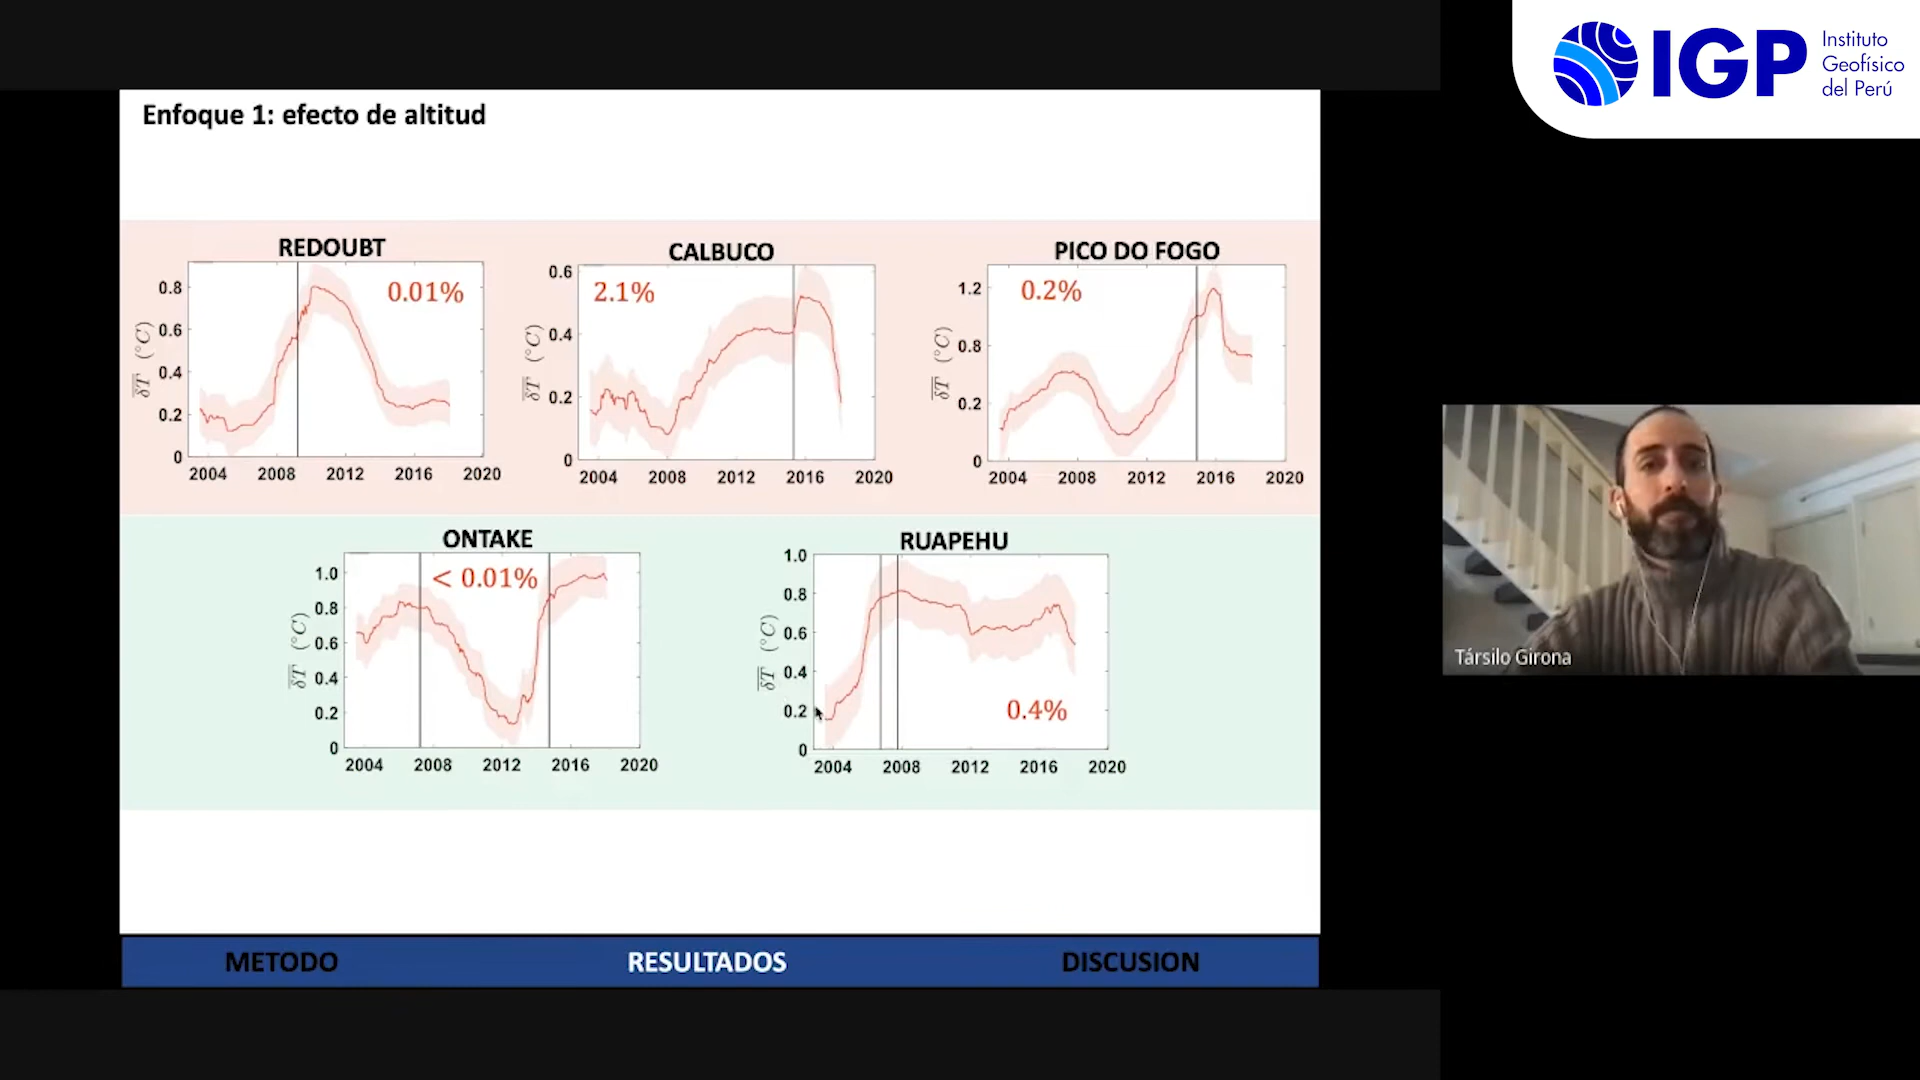 IGP
Instituto
Geofísico
del Perú
Enfoque 1: efecto de altitud
REDOUBT
0.01%
0.8
0.6
0.4
0.2
0
δT (°C)
2004 2008 2012 2016 2020
CALBUCO
2.1%
0.6
0.4
0.2
0
δT (°C)
2004 2008 2012 2016 2020
PICO DO FOGO
0.2%
1.2
0.8
0.2
0
δT (°C)
2004 2008 2012 2016 2020
ONTAKE
< 0.01%
1.0
0.8
0.6
0.4
0.2
0
δT (°C)
2004 2008 2012 2016 2020
RUAPEHU
1.0
0.8
0.6
0.4
0.2
0
δT (°C)
0.4%
2004 2008 2012 2016 2020
Társilo Girona
METODO RESULTADOS DISCUSION